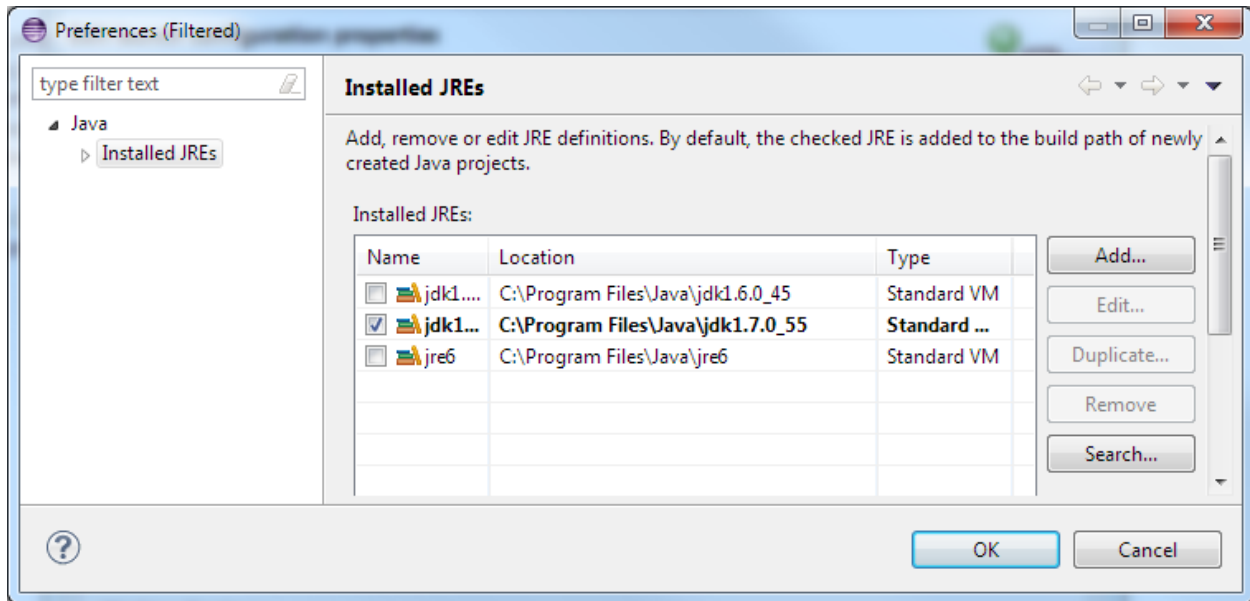 Preferences (Filtered)
type filter text
Installed JREs
Java
Installed JREs
Add, remove or edit JRE definitions. By default, the checked JRE is added to the build path of newly
created Java projects.
Installed JREs:
Name Location Type
jdk1.... C:\Program Files\Java\jdk1.6.0_45 Standard VM
jdk1... C:\Program Files\Java\jdk1.7.0_55 Standard ...
jre6 C:\Program Files\Java\jre6 Standard VM
Add...
Edit...
Duplicate...
Remove
Search...
OK Cancel